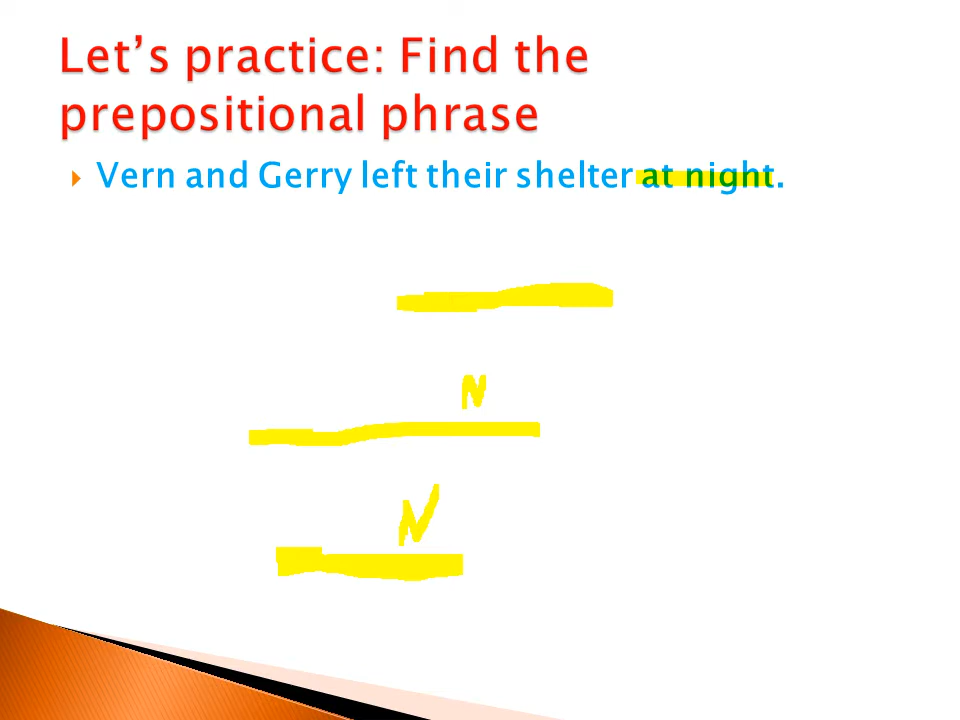 Let's practice: Find the
prepositional phrase
Vern and Gerry left their shelter at night.
N
N